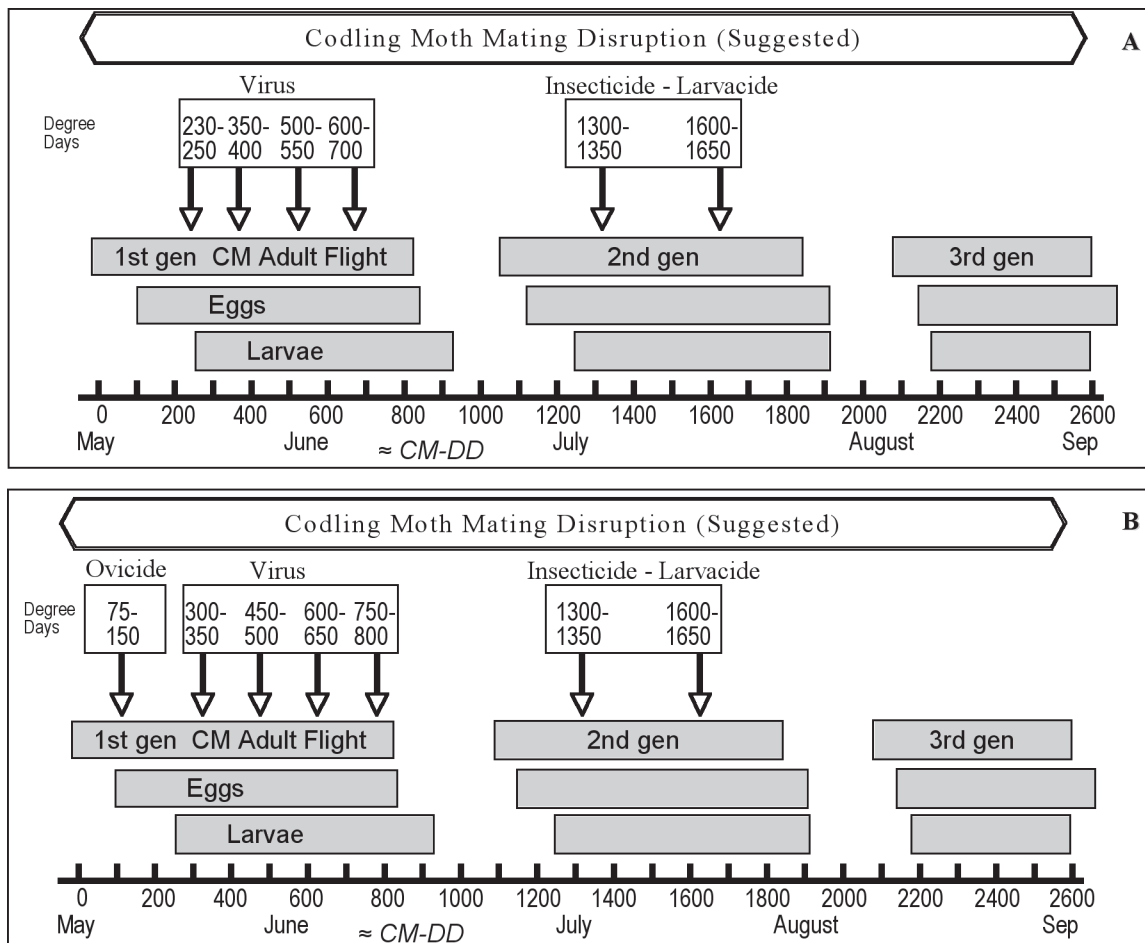 Codling Moth Mating Disruption (Suggested)
A
Virus
Insecticide - Larvacide
Degree
Days
230- 350- 500- 600-
250 400 550 700
1300- 1600-
1350 1650
1st gen CM Adult Flight
2nd gen
3rd gen
Eggs
Larvae
0 200 400 600 800 1000 1200 1400 1600 1800 2000 2200 2400 2600
May June July August Sep
≈ CM-DD
Codling Moth Mating Disruption (Suggested)
B
Ovicide
Virus
Insecticide - Larvacide
Degree
Days
75-
150
300- 450- 600- 750-
350 500 650 800
1300- 1600-
1350 1650
1st gen CM Adult Flight
2nd gen
3rd gen
Eggs
Larvae
0 200 400 600 800 1000 1200 1400 1600 1800 2000 2200 2400 2600
May June July August Sep
≈ CM-DD